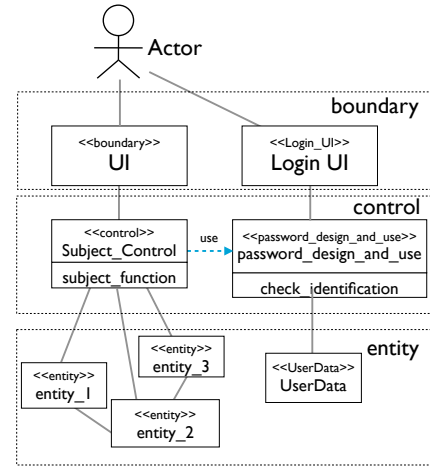 Actor
boundary
<<boundary>>
UI
<<Login_UI>>
Login UI
control
<<control>>
Subject_Control
subject_function
use
<<password_design_and_use>>
password_design_and_use
check_identification
entity
<<entity>>
entity_1
<<entity>>
entity_3
<<entity>>
entity_2
<<UserData>>
UserData